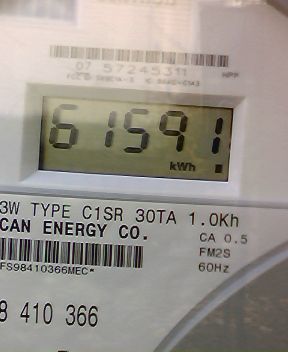 07 57245311
61591
kWh
3W TYPE C1SR 30TA 1.0Kh
CAN ENERGY CO. CA 0.5
FM2S
FS98410366MEC* 60Hz
8 410 366